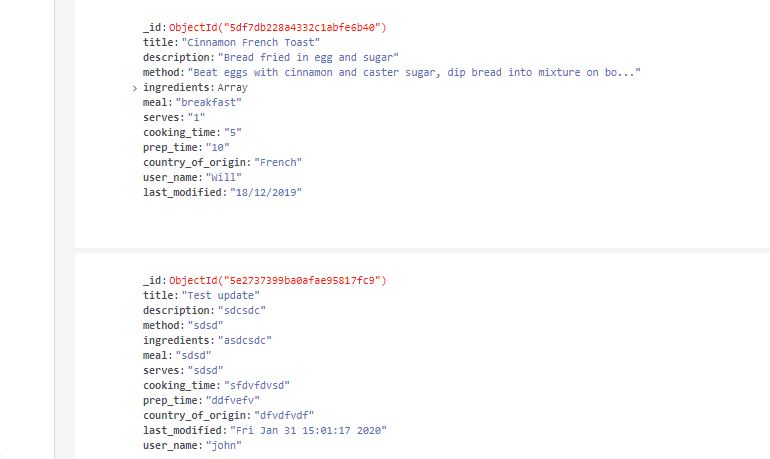 _id: ObjectId("5df7db228a4332c1abfe6b40")
title: "Cinnamon French Toast"
description: "Bread fried in egg and sugar"
method: "Beat eggs with cinnamon and caster sugar, dip bread into mixture on bo..."
> ingredients: Array
meal: "breakfast"
serves: "1"
cooking_time: "5"
prep_time: "10"
country_of_origin: "French"
user_name: "Will"
last_modified: "18/12/2019"
_id: ObjectId("5e2737399ba0afae95817fc9")
title: "Test update"
description: "sdcsdc"
method: "sdsd"
ingredients: "asdcsdc"
meal: "sdsd"
serves: "sdsd"
cooking_time: "sfdvfdvsd"
prep_time: "ddfvefv"
country_of_origin: "dfvdfvdf"
last_modified: "Fri Jan 31 15:01:17 2020"
user_name: "john"